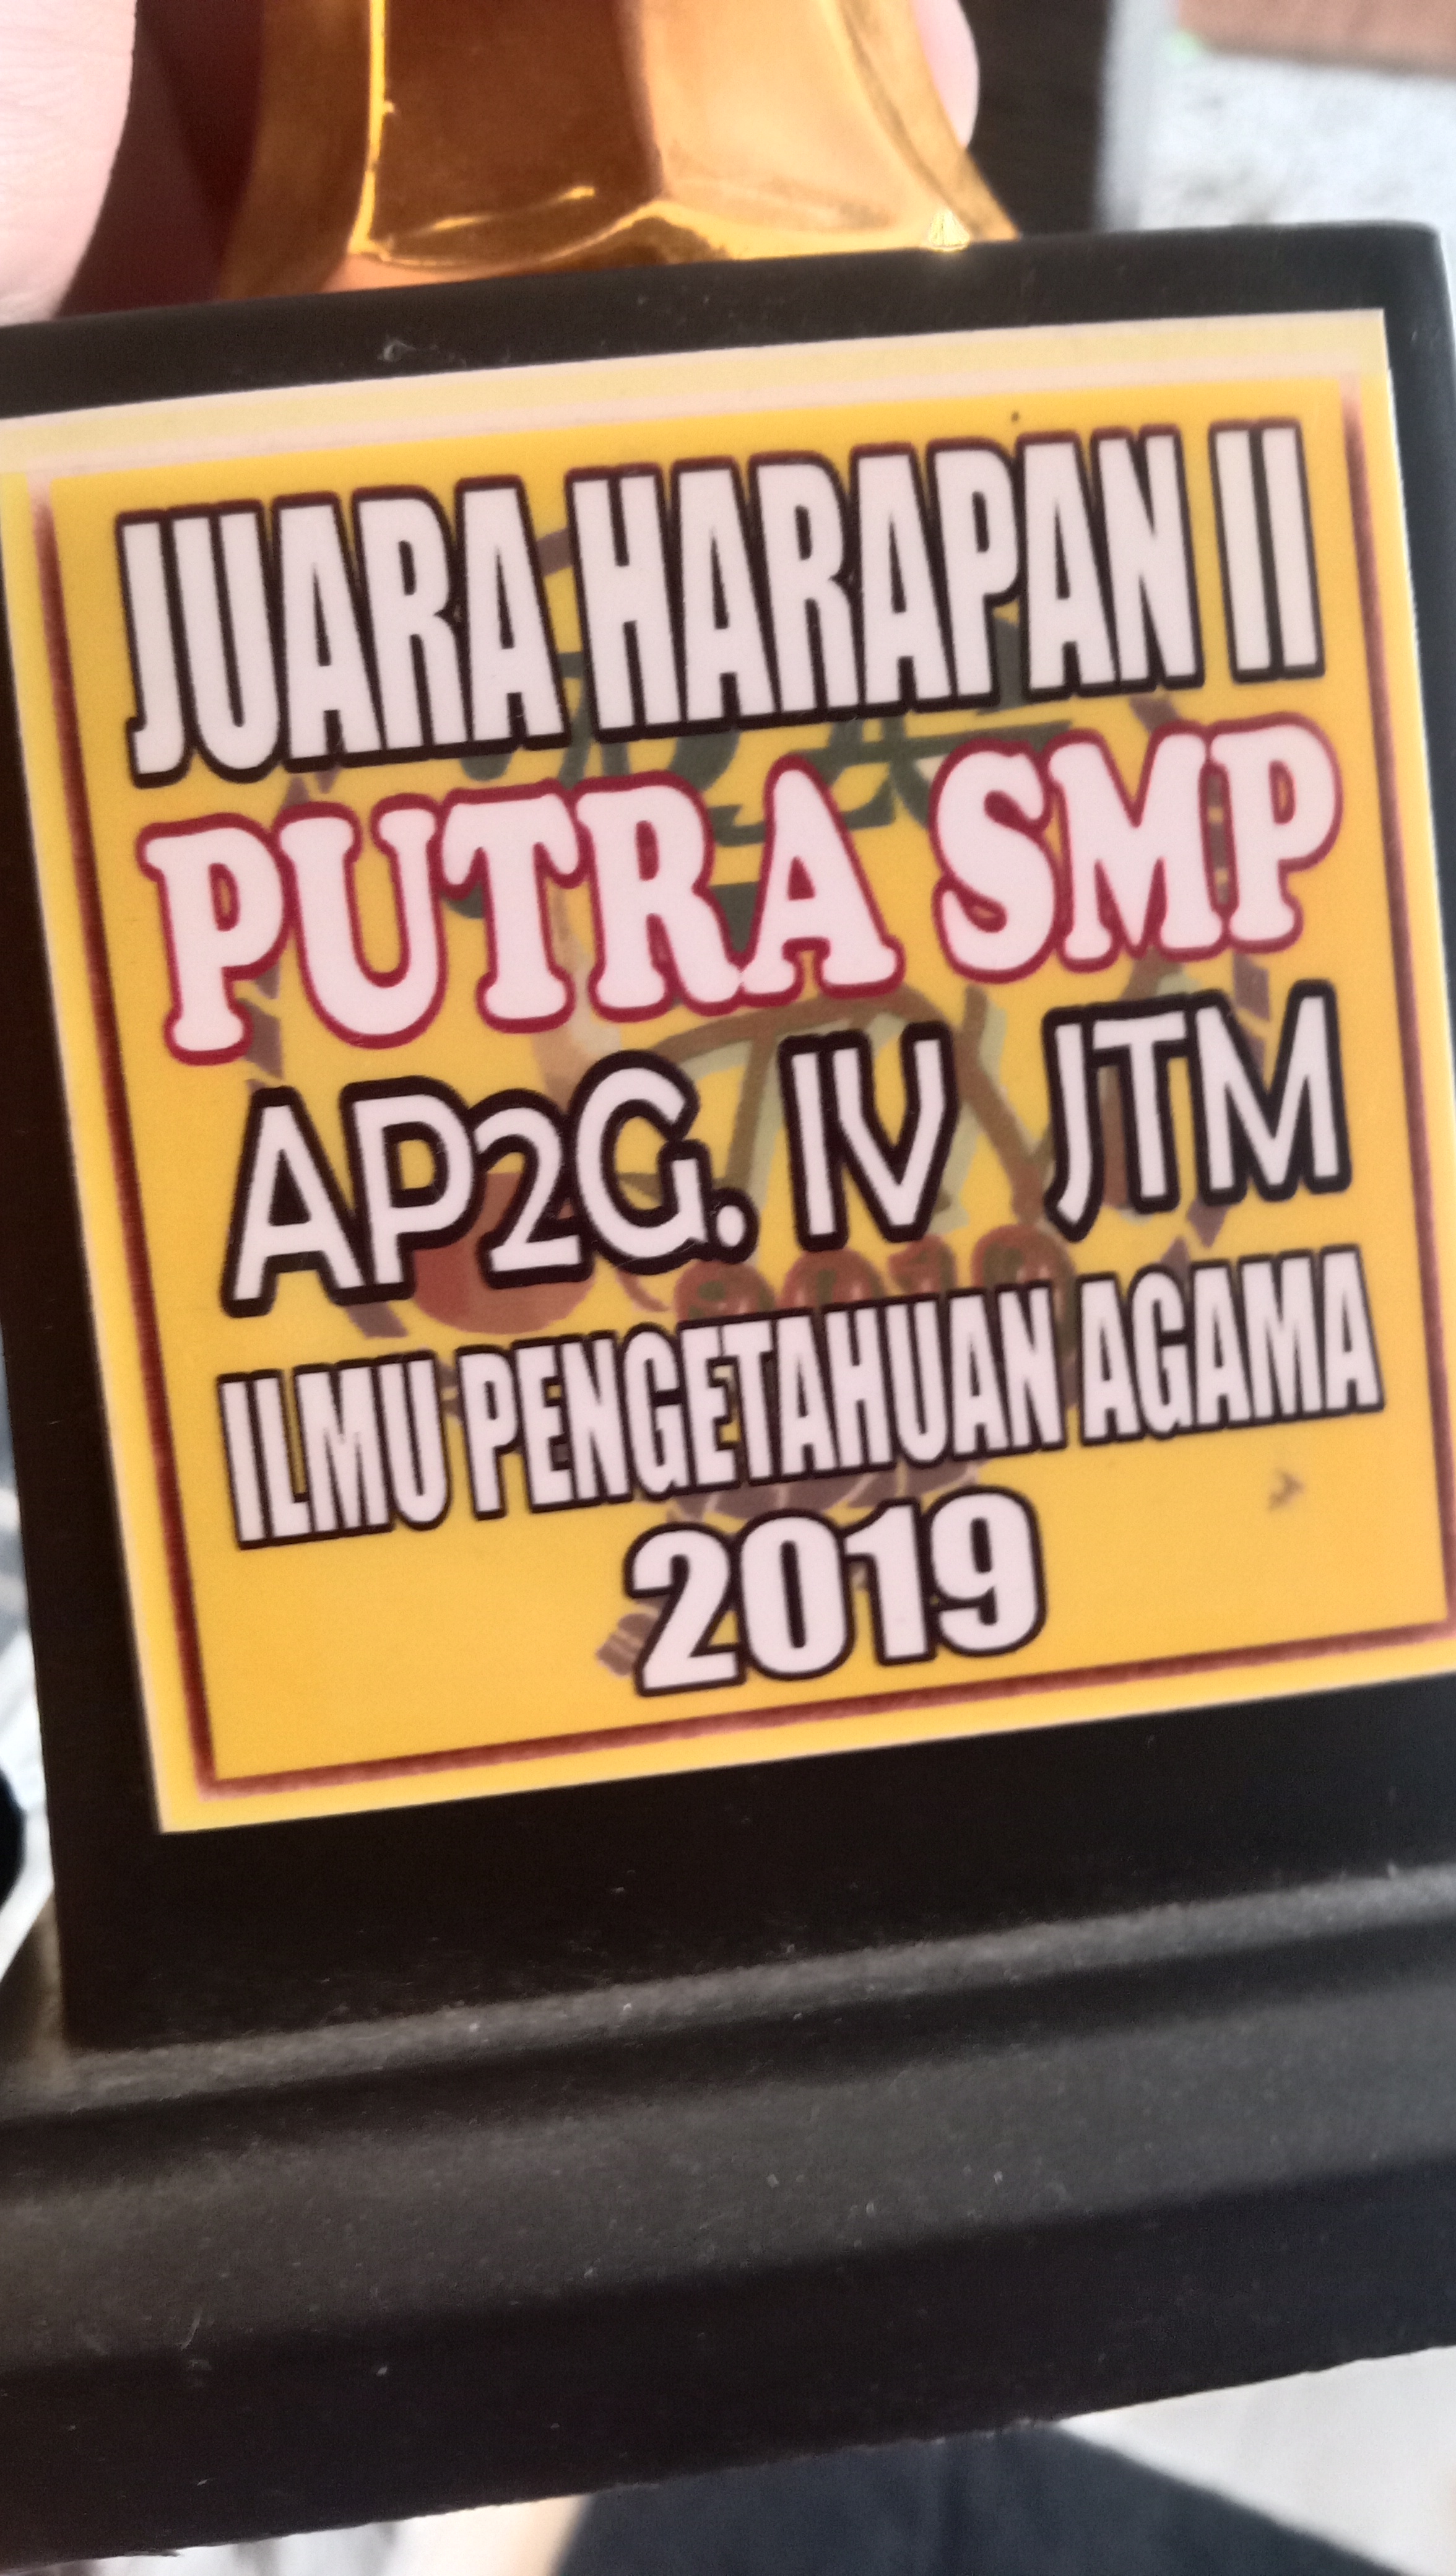 JUARA HARAPAN II
PUTRA SMP
AP2G. IV JTM
ILMU PENGETAHUAN AGAMA
2019